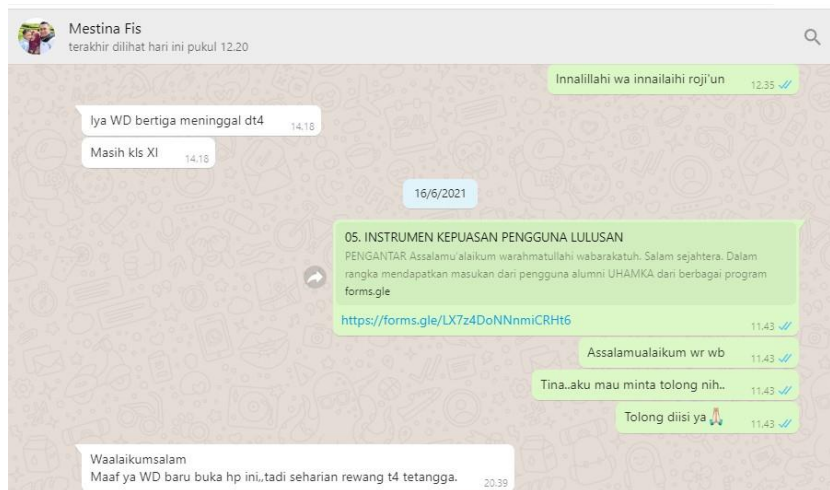 Mestina Fis
terakhir dilihat hari ini pukul 12.20
Innalillahi wa innailaihi roji'un 12.35
Iya WD bertiga meninggal dt4 14.18
Masih kls XI 14.18
16/6/2021
05. INSTRUMEN KEPUASAN PENGGUNA LULUSAN
PENGANTAR Assalamu'alaikum warahmatullahi wabarakatuh. Salam sejahtera. Dalam
rangka mendapatkan masukan dari pengguna alumni UHAMKA dari berbagai program
forms.gle
https://forms.gle/LX7z4DoNNnmiCRHt6 11.43
Assalamualaikum wr wb 11.43
Tina..aku mau minta tolong nih.. 11.43
Tolong diisi ya🙏🏻 11.43
Waalaikumsalam
Maaf ya WD baru buka hp ini,,tadi seharian rewang t4 tetangga. 20.39